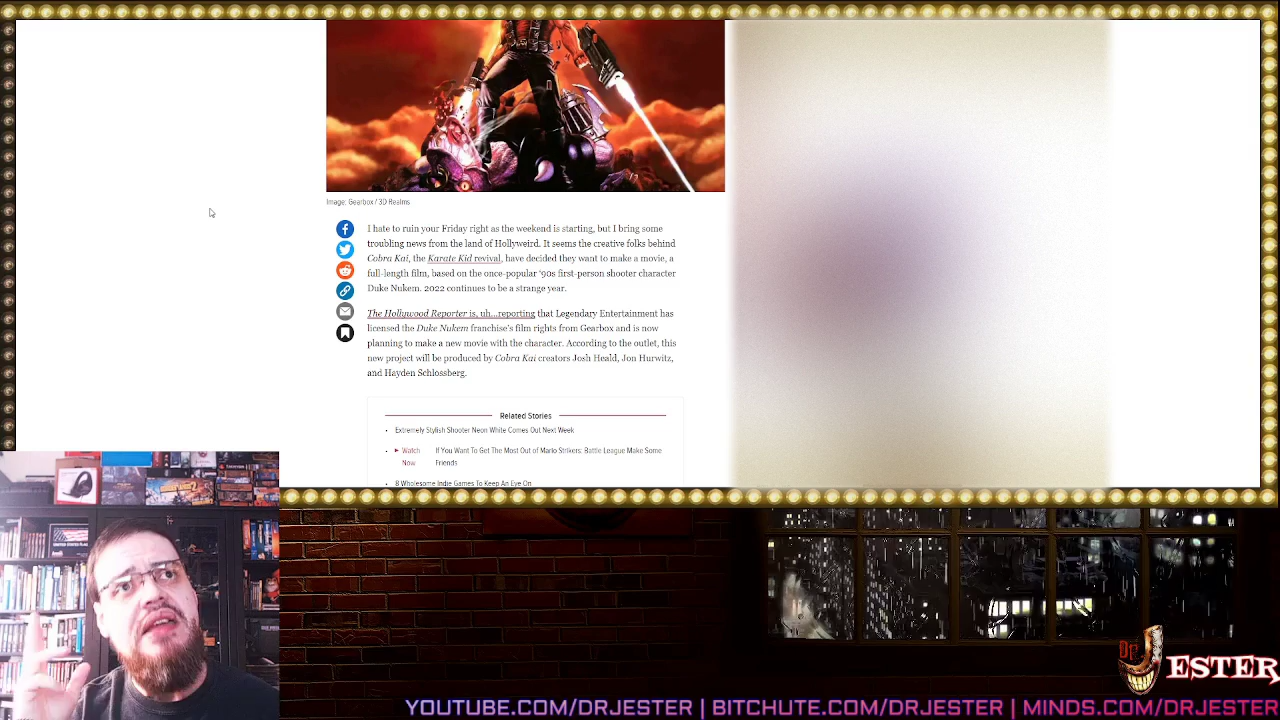 Image: Gearbox / 3D Realms
I hate to ruin your Friday right as the weekend is starting, but I bring some
troubling news from the land of Hollyweird. It seems the creative folks behind
Cobra Kai, the Karate Kid revival, have decided they want to make a movie, a
full-length film, based on the once-popular '90s first-person shooter character
Duke Nukem. 2022 continues to be a strange year.
The Hollywood Reporter is, uh...reporting that Legendary Entertainment has
licensed the Duke Nukem franchise's film rights from Gearbox and is now
planning to make a new movie with the character. According to the outlet, this
new project will be produced by Cobra Kai creators Josh Heald, Jon Hurwitz,
and Hayden Schlossberg.
Related Stories
Extremely Stylish Shooter Neon White Comes Out Next Week
Watch Now If You Want To Get The Most Out of Mario Strikers: Battle League Make Some
Friends
8 Wholesome Indie Games To Keep An Eye On
Dr JESTER
YOUTUBE.COM/DRJESTER | BITCHUTE.COM/DRJESTER | MINDS.COM/DRJESTER